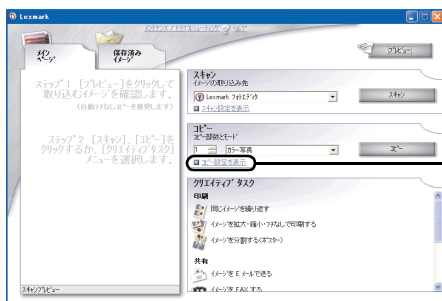 Lexmark
メイン
ページ
保存済み
イメージ
プレビュー
ステップ 1 [プレビュー]をクリックして
取り込むイメージを確認します。
(自動フチなしコピーを推奨します)
ステップ 2 [スキャン]、[コピー]を
クリックするか、[クリエイティブタスク]
メニューを選択します。
スキャンプレビュー
スキャン
イメージの取り込み先
Lexmark フォトエディタ
スキャン
スキャン設定を表示
コピー
コピー部数とモード
1
カラー写真
コピー
コピー設定を表示
クリエイティブ タスク
印刷
同じイメージを繰り返す
イメージを拡大・縮小・フチなしで印刷する
イメージを分割する(ポスター)
共有
イメージを E メールで送る
イメージを FAX する